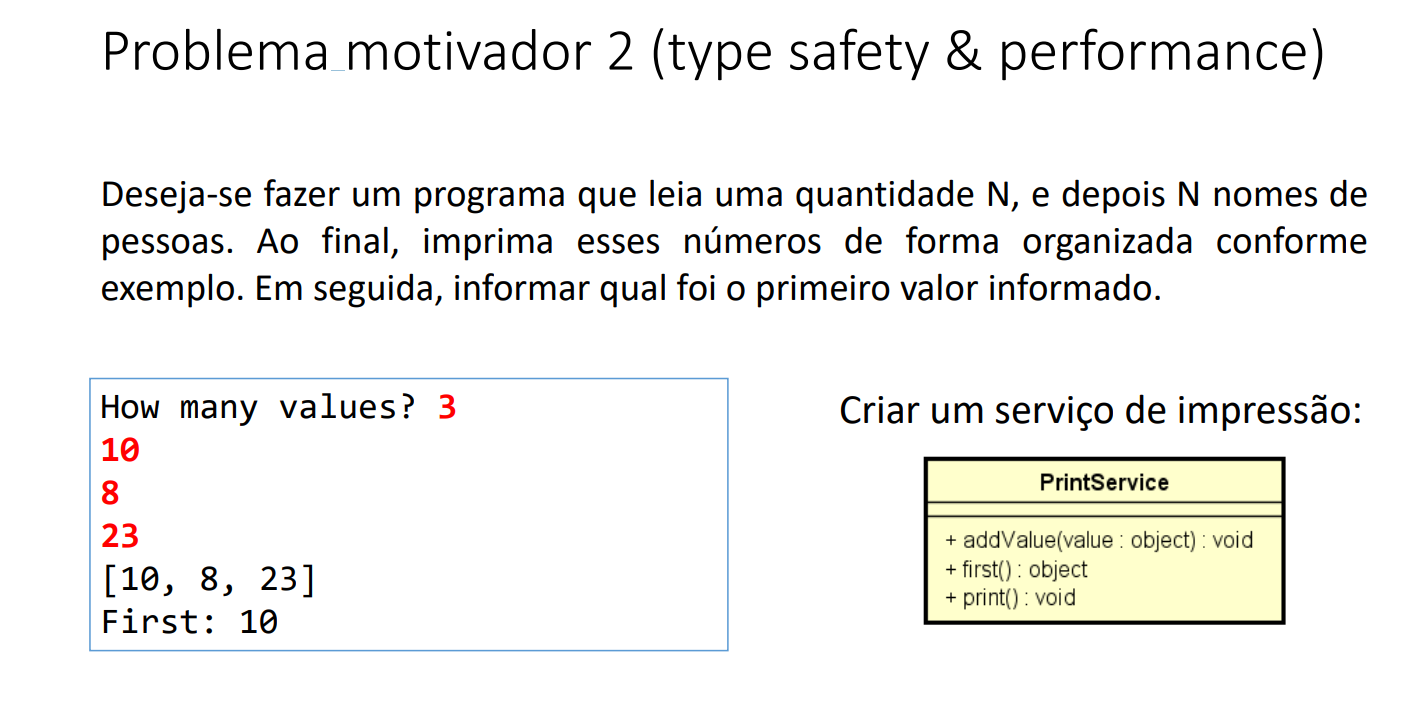 Problema motivador 2 (type safety & performance)
Deseja-se fazer um programa que leia uma quantidade N, e depois N nomes de
pessoas. Ao final, imprima esses números de forma organizada conforme
exemplo. Em seguida, informar qual foi o primeiro valor informado.
How many values? 3
10
8
23
[10, 8, 23]
First: 10
Criar um serviço de impressão:
PrintService
+ addValue(value : object) : void
+ first() : object
+ print() : void